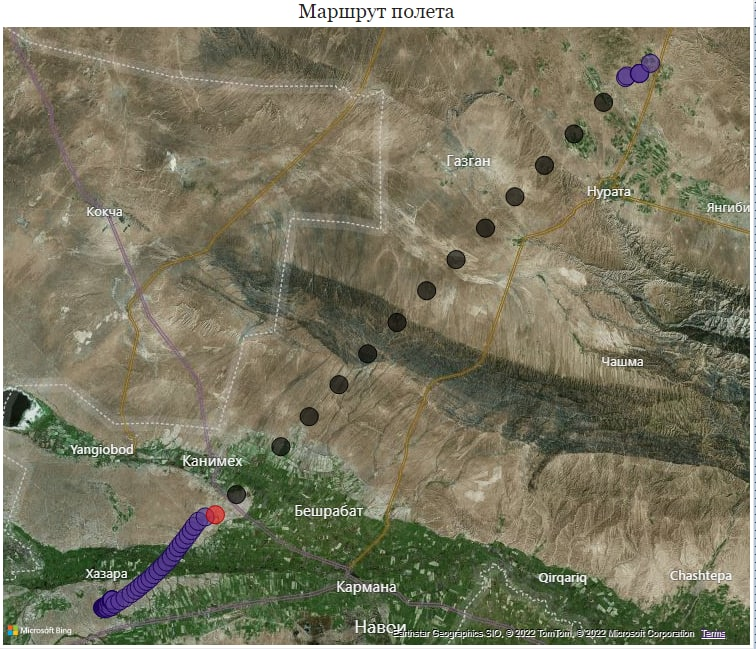 Маршрут полета
Газган
Нурата
Кокча
Янгиби
Чашма
Yangiobod
Канимех
Бешрабат
Хазара
Кармана
Qirqariq
Chashtepa
Навои
Microsoft Bing
Earthstar Geographics SIO, © 2022 TomTom, © 2022 Microsoft Corporation Terms